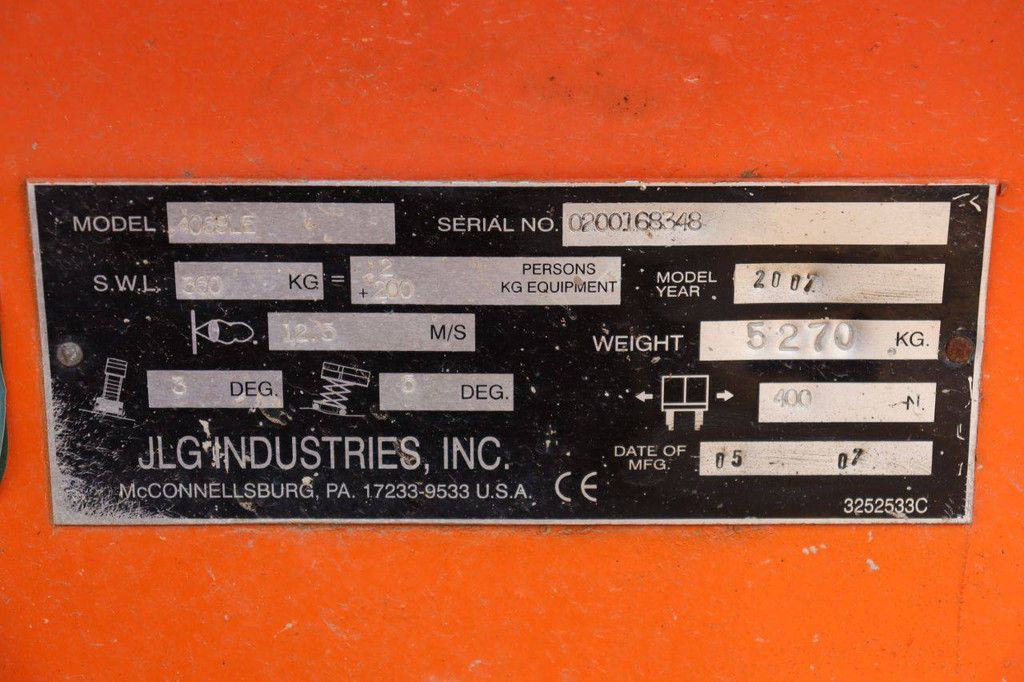 MODEL 4069LE SERIAL NO. 0200168348
S.W.L. 360 KG = 2 PERSONS + 200 KG EQUIPMENT
MODEL YEAR 2007
12.5 M/S
WEIGHT 5270 KG.
3 DEG. 5 DEG.
400 N.
JLG INDUSTRIES, INC.
DATE OF MFG. 05 07
McCONNELLSBURG, PA. 17233-9533 U.S.A. CE
3252533C